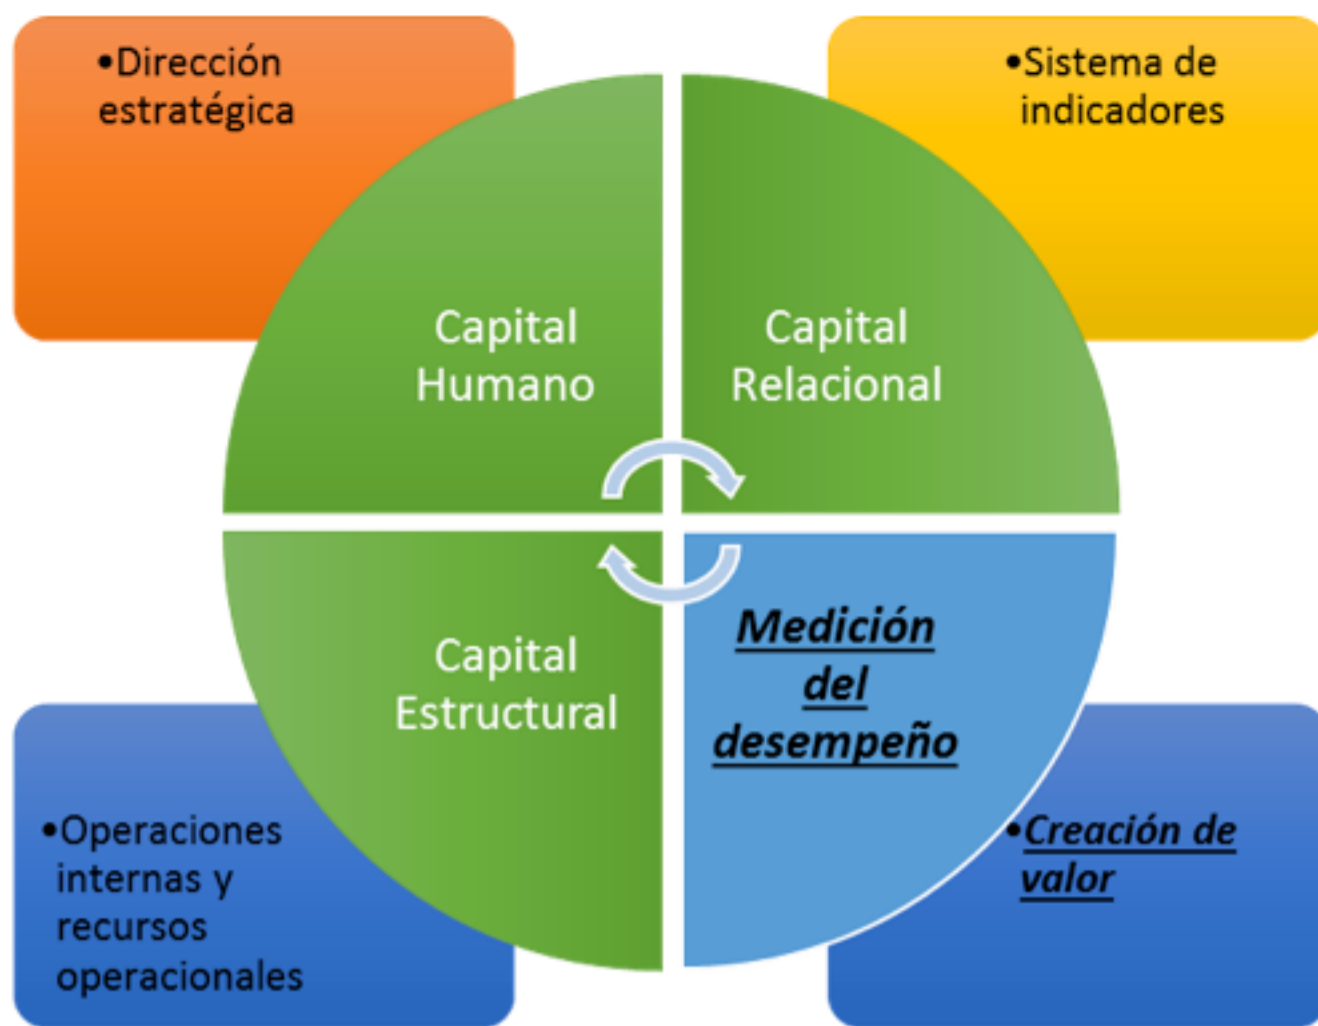 •Dirección
estratégica
•Sistema de
indicadores
Capital
Humano
Capital
Relacional
Capital
Estructural
Medición
del
desempeño
•Operaciones
internas y
recursos
operacionales
•Creación de
valor